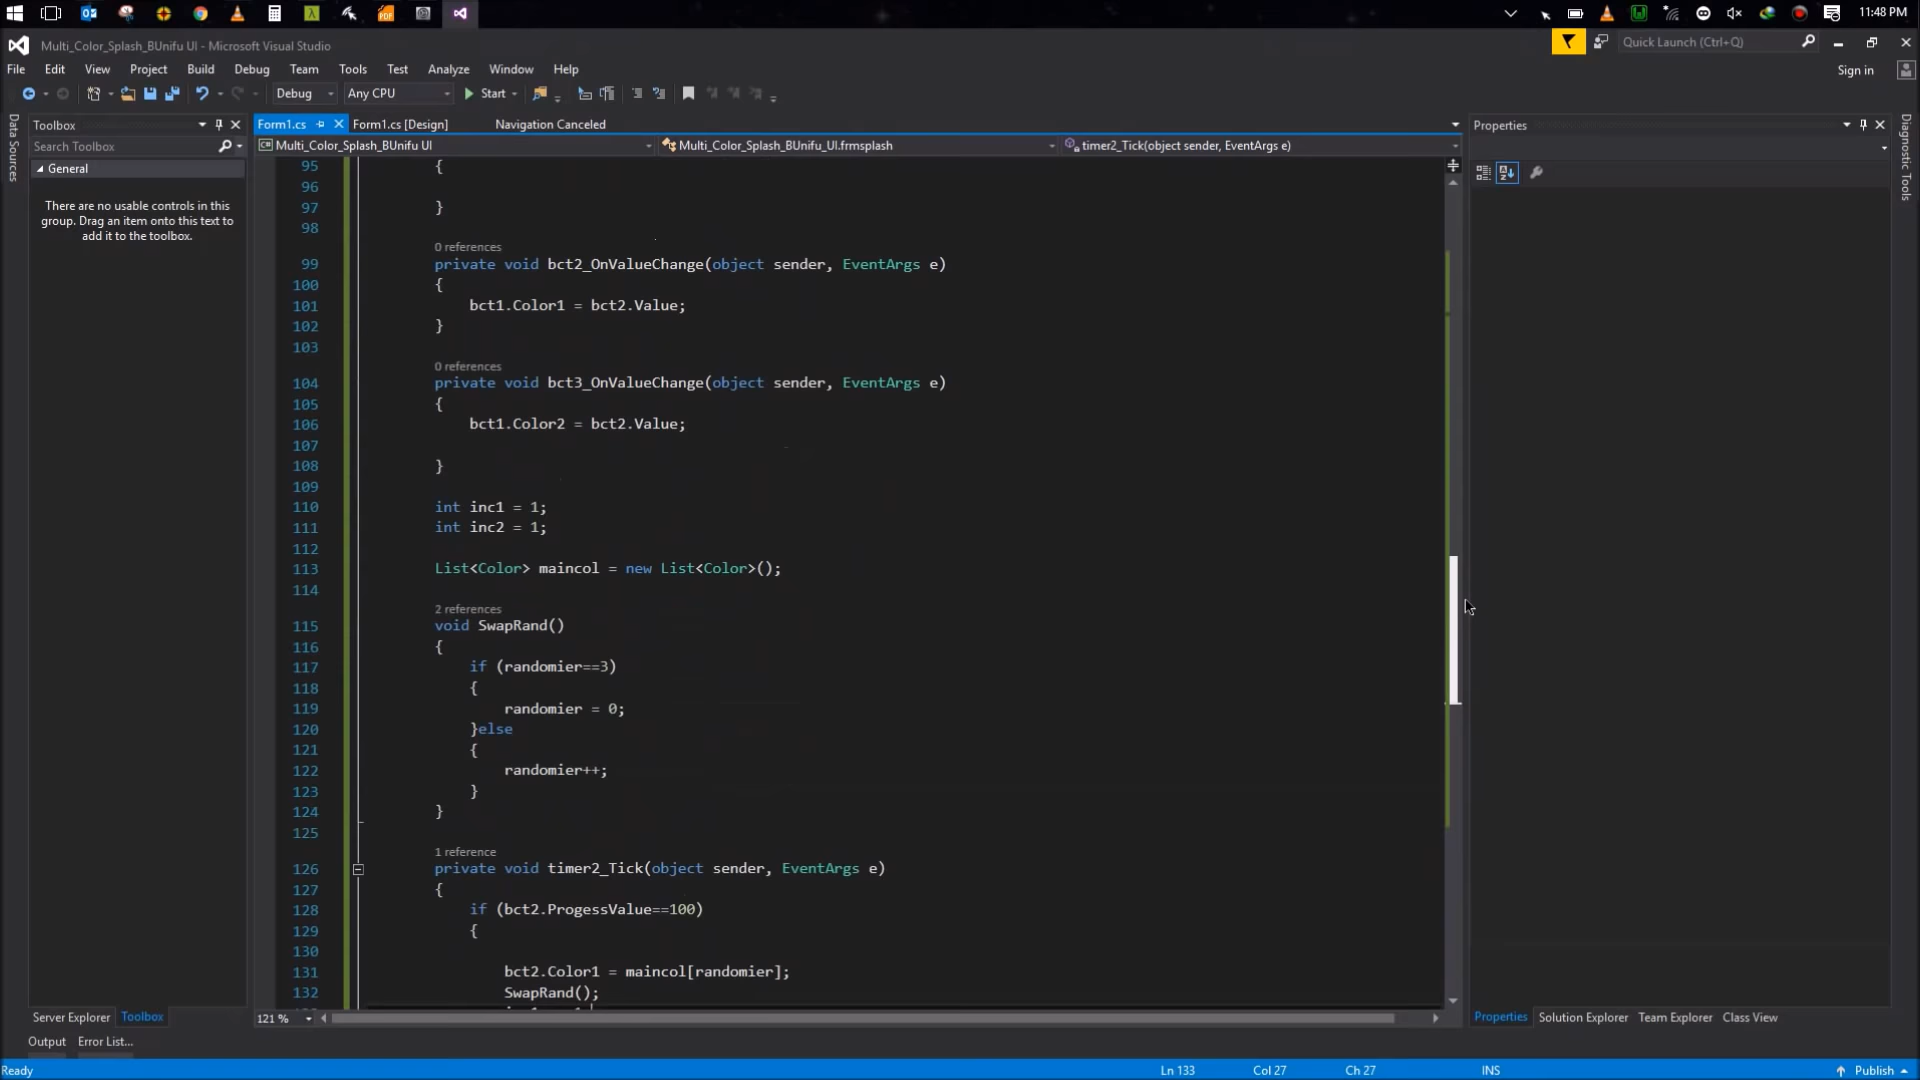 11:48 PM
Multi_Color_Splash_BUnifu UI - Microsoft Visual Studio
Quick Launch (Ctrl+Q)
File Edit View Project Build Debug Team Tools Test Analyze Window Help
Sign in
Debug Any CPU Start
Data Sources
Toolbox
Search Toolbox
General
There are no usable controls in this
group. Drag an item onto this text to
add it to the toolbox.
Form1.cs Form1.cs [Design] Navigation Canceled
Multi_Color_Splash_BUnifu UI Multi_Color_Splash_BUnifu_UI.frmsplash timer2_Tick(object sender, EventArgs e)
95 {
96
97 }
98
0 references
99 private void bct2_OnValueChange(object sender, EventArgs e)
100 {
101 bct1.Color1 = bct2.Value;
102 }
103
0 references
104 private void bct3_OnValueChange(object sender, EventArgs e)
105 {
106 bct1.Color2 = bct2.Value;
107
108 }
109
110 int inc1 = 1;
111 int inc2 = 1;
112
113 List<Color> maincol = new List<Color>();
114
2 references
115 void SwapRand()
116 {
117 if (randomier==3)
118 {
119 randomier = 0;
120 }else
121 {
122 randomier++;
123 }
124 }
125
1 reference
126 private void timer2_Tick(object sender, EventArgs e)
127 {
128 if (bct2.ProgessValue==100)
129 {
130
131 bct2.Color1 = maincol[randomier];
132 SwapRand();
121 %
Properties
Diagnostic Tools
Server Explorer Toolbox
Properties Solution Explorer Team Explorer Class View
Output Error List...
Ready Ln 133 Col 27 Ch 27 INS Publish